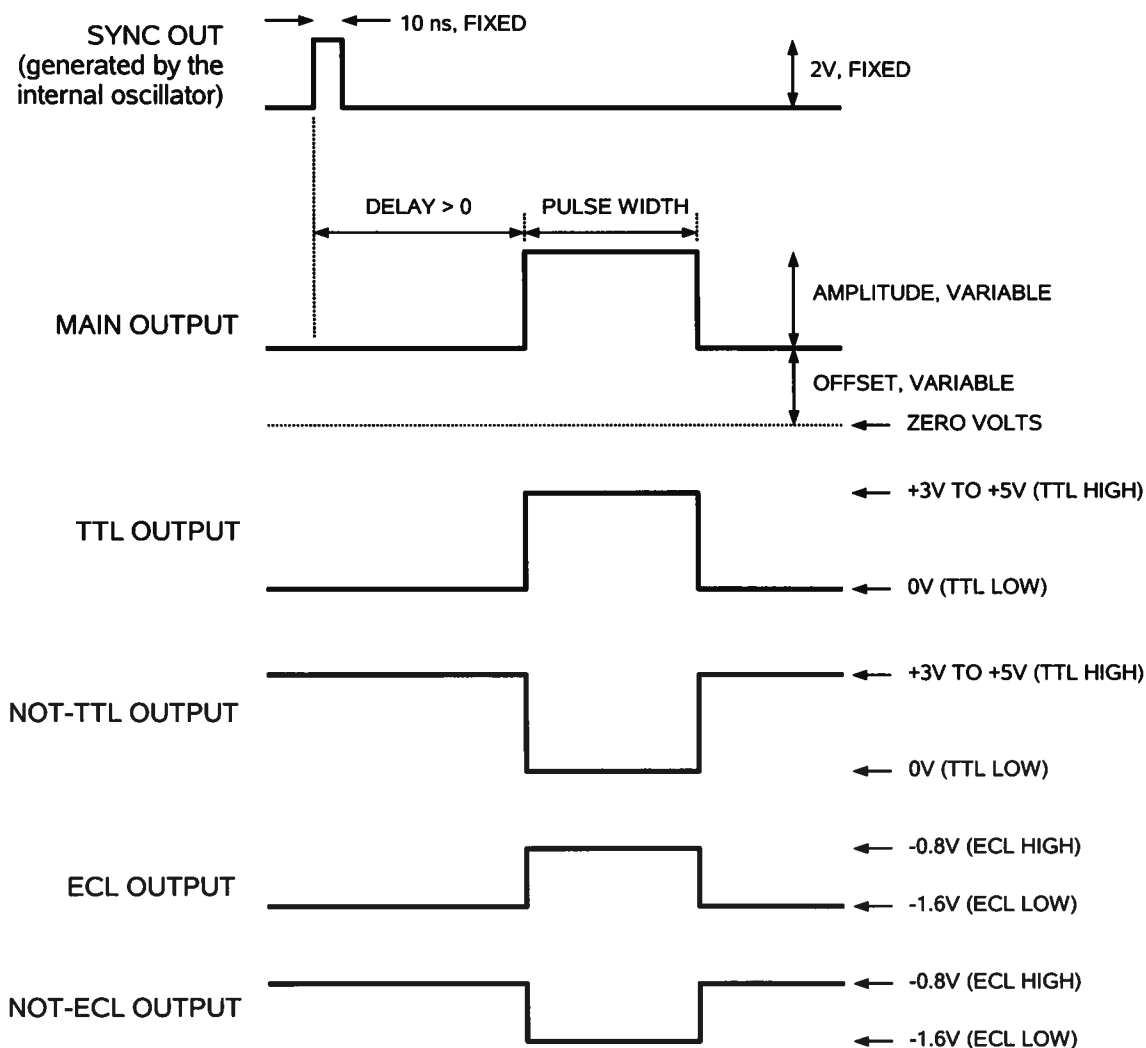 10 ns, FIXED
SYNC OUT
(generated by the
internal oscillator)
2V, FIXED
DELAY > 0
PULSE WIDTH
AMPLITUDE, VARIABLE
MAIN OUTPUT
OFFSET, VARIABLE
ZERO VOLTS
+3V TO +5V (TTL HIGH)
TTL OUTPUT
0V (TTL LOW)
+3V TO +5V (TTL HIGH)
NOT-TTL OUTPUT
0V (TTL LOW)
-0.8V (ECL HIGH)
ECL OUTPUT
-1.6V (ECL LOW)
-0.8V (ECL HIGH)
NOT-ECL OUTPUT
-1.6V (ECL LOW)